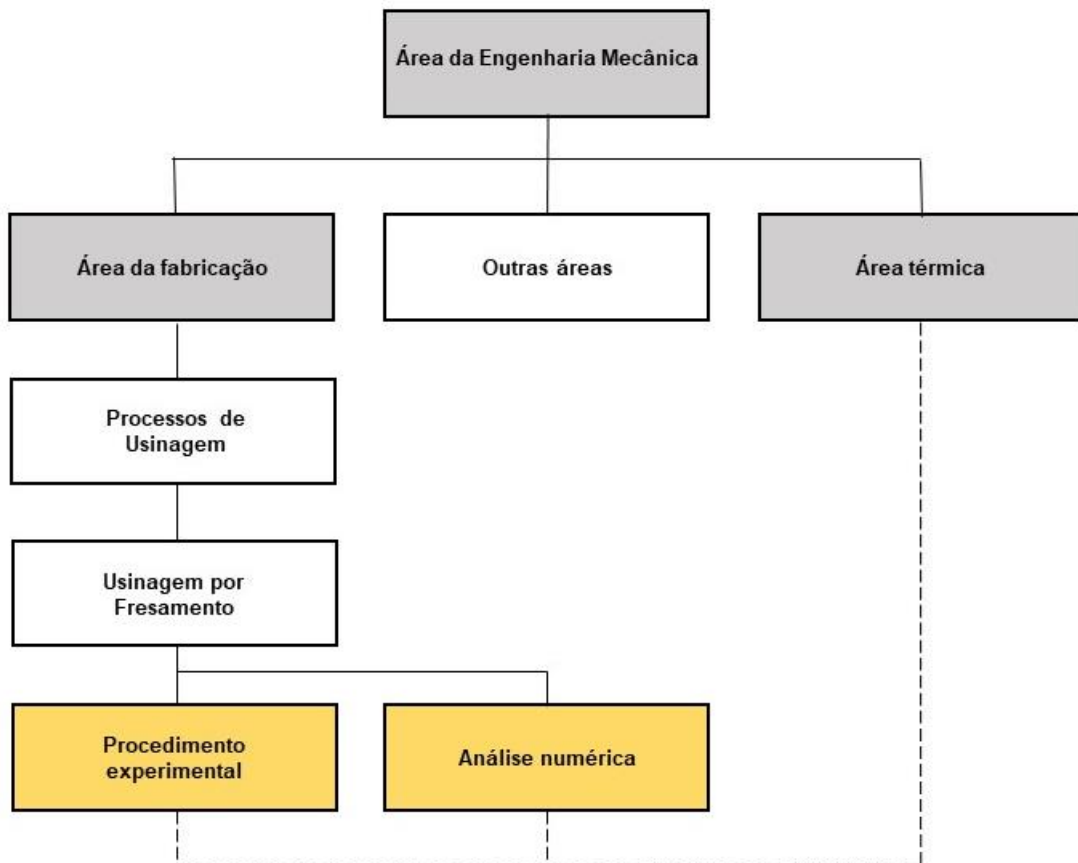 Área da Engenharia Mecânica
Área da fabricação
Outras áreas
Área térmica
Processos de
Usinagem
Usinagem por
Fresamento
Procedimento
experimental
Análise numérica